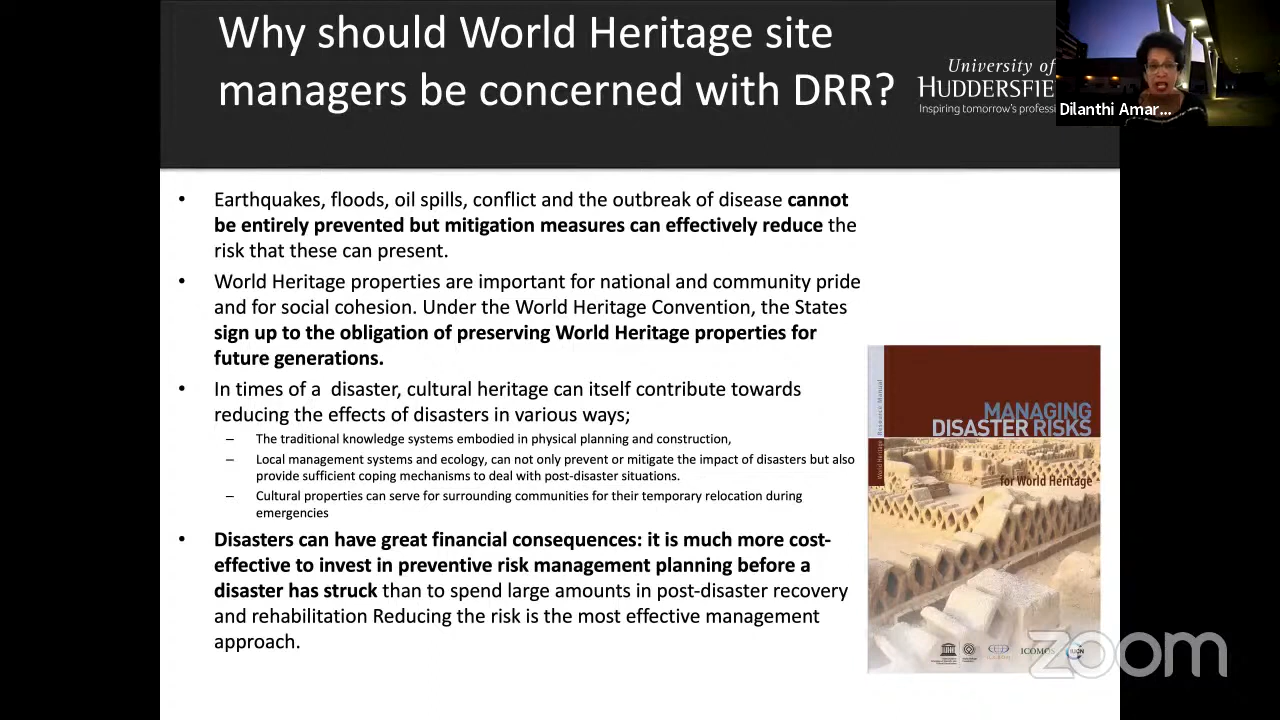 Why should World Heritage site
managers be concerned with DRR?
University of
HUDDERSFIE
Inspiring tomorrow's professi
Dilanthi Amar...
• Earthquakes, floods, oil spills, conflict and the outbreak of disease cannot
be entirely prevented but mitigation measures can effectively reduce the
risk that these can present.
• World Heritage properties are important for national and community pride
and for social cohesion. Under the World Heritage Convention, the States
sign up to the obligation of preserving World Heritage properties for
future generations.
• In times of a  disaster, cultural heritage can itself contribute towards
reducing the effects of disasters in various ways;
– The traditional knowledge systems embodied in physical planning and construction,
– Local management systems and ecology, can not only prevent or mitigate the impact of disasters but also
provide sufficient coping mechanisms to deal with post-disaster situations.
– Cultural properties can serve for surrounding communities for their temporary relocation during
emergencies
• Disasters can have great financial consequences: it is much more cost-
effective to invest in preventive risk management planning before a
disaster has struck than to spend large amounts in post-disaster recovery
and rehabilitation Reducing the risk is the most effective management
approach.
World Heritage
Resource Manual
MANAGING
DISASTER RISKS
for World Heritage
ICOMOS
IUCN
zoom